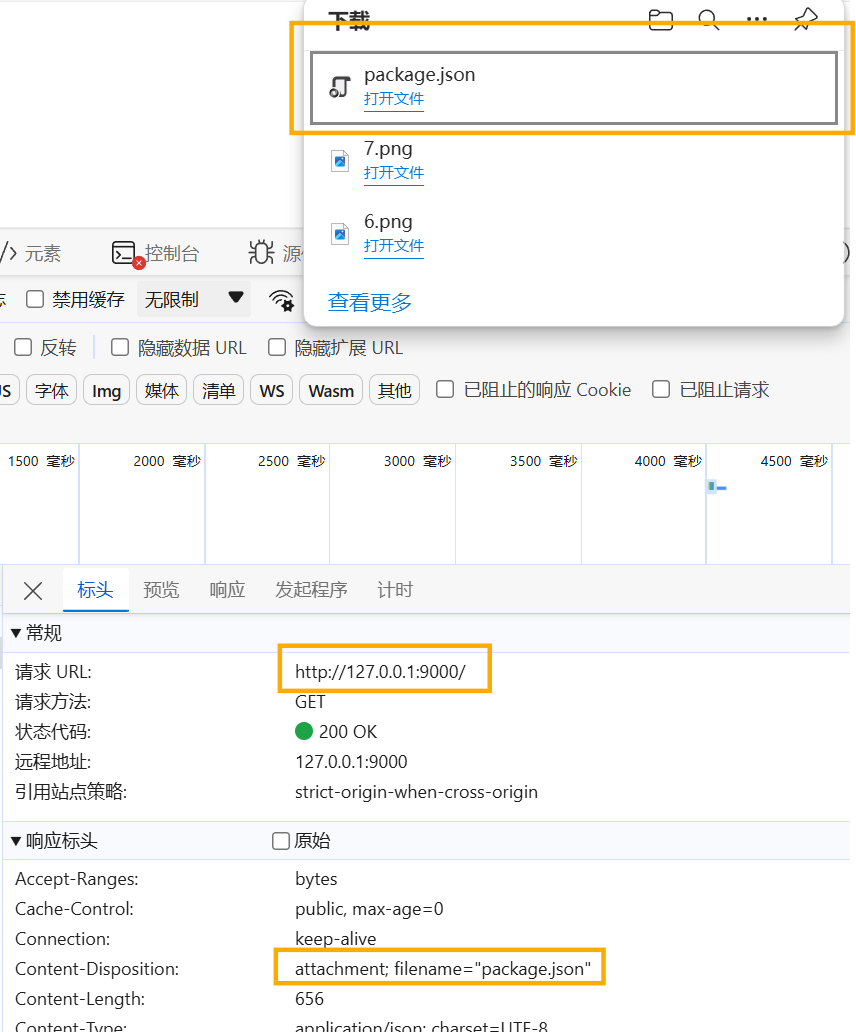 下载
package.json
打开文件
7.png
打开文件
6.png
打开文件
查看更多
元素 控制台
禁用缓存 无限制
反转 隐藏数据 URL 隐藏扩展 URL
JS 字体 Img 媒体 清单 WS Wasm 其他 已阻止的响应 Cookie 已阻止请求
1500 毫秒 2000 毫秒 2500 毫秒 3000 毫秒 3500 毫秒 4000 毫秒 4500 毫秒
标头 预览 响应 发起程序 计时
常规
请求 URL: http://127.0.0.1:9000/
请求方法: GET
状态代码: 200 OK
远程地址: 127.0.0.1:9000
引用站点策略: strict-origin-when-cross-origin
响应标头 原始
Accept-Ranges: bytes
Cache-Control: public, max-age=0
Connection: keep-alive
Content-Disposition: attachment; filename="package.json"
Content-Length: 656
Content-Type: application/json; charset=UTF-8